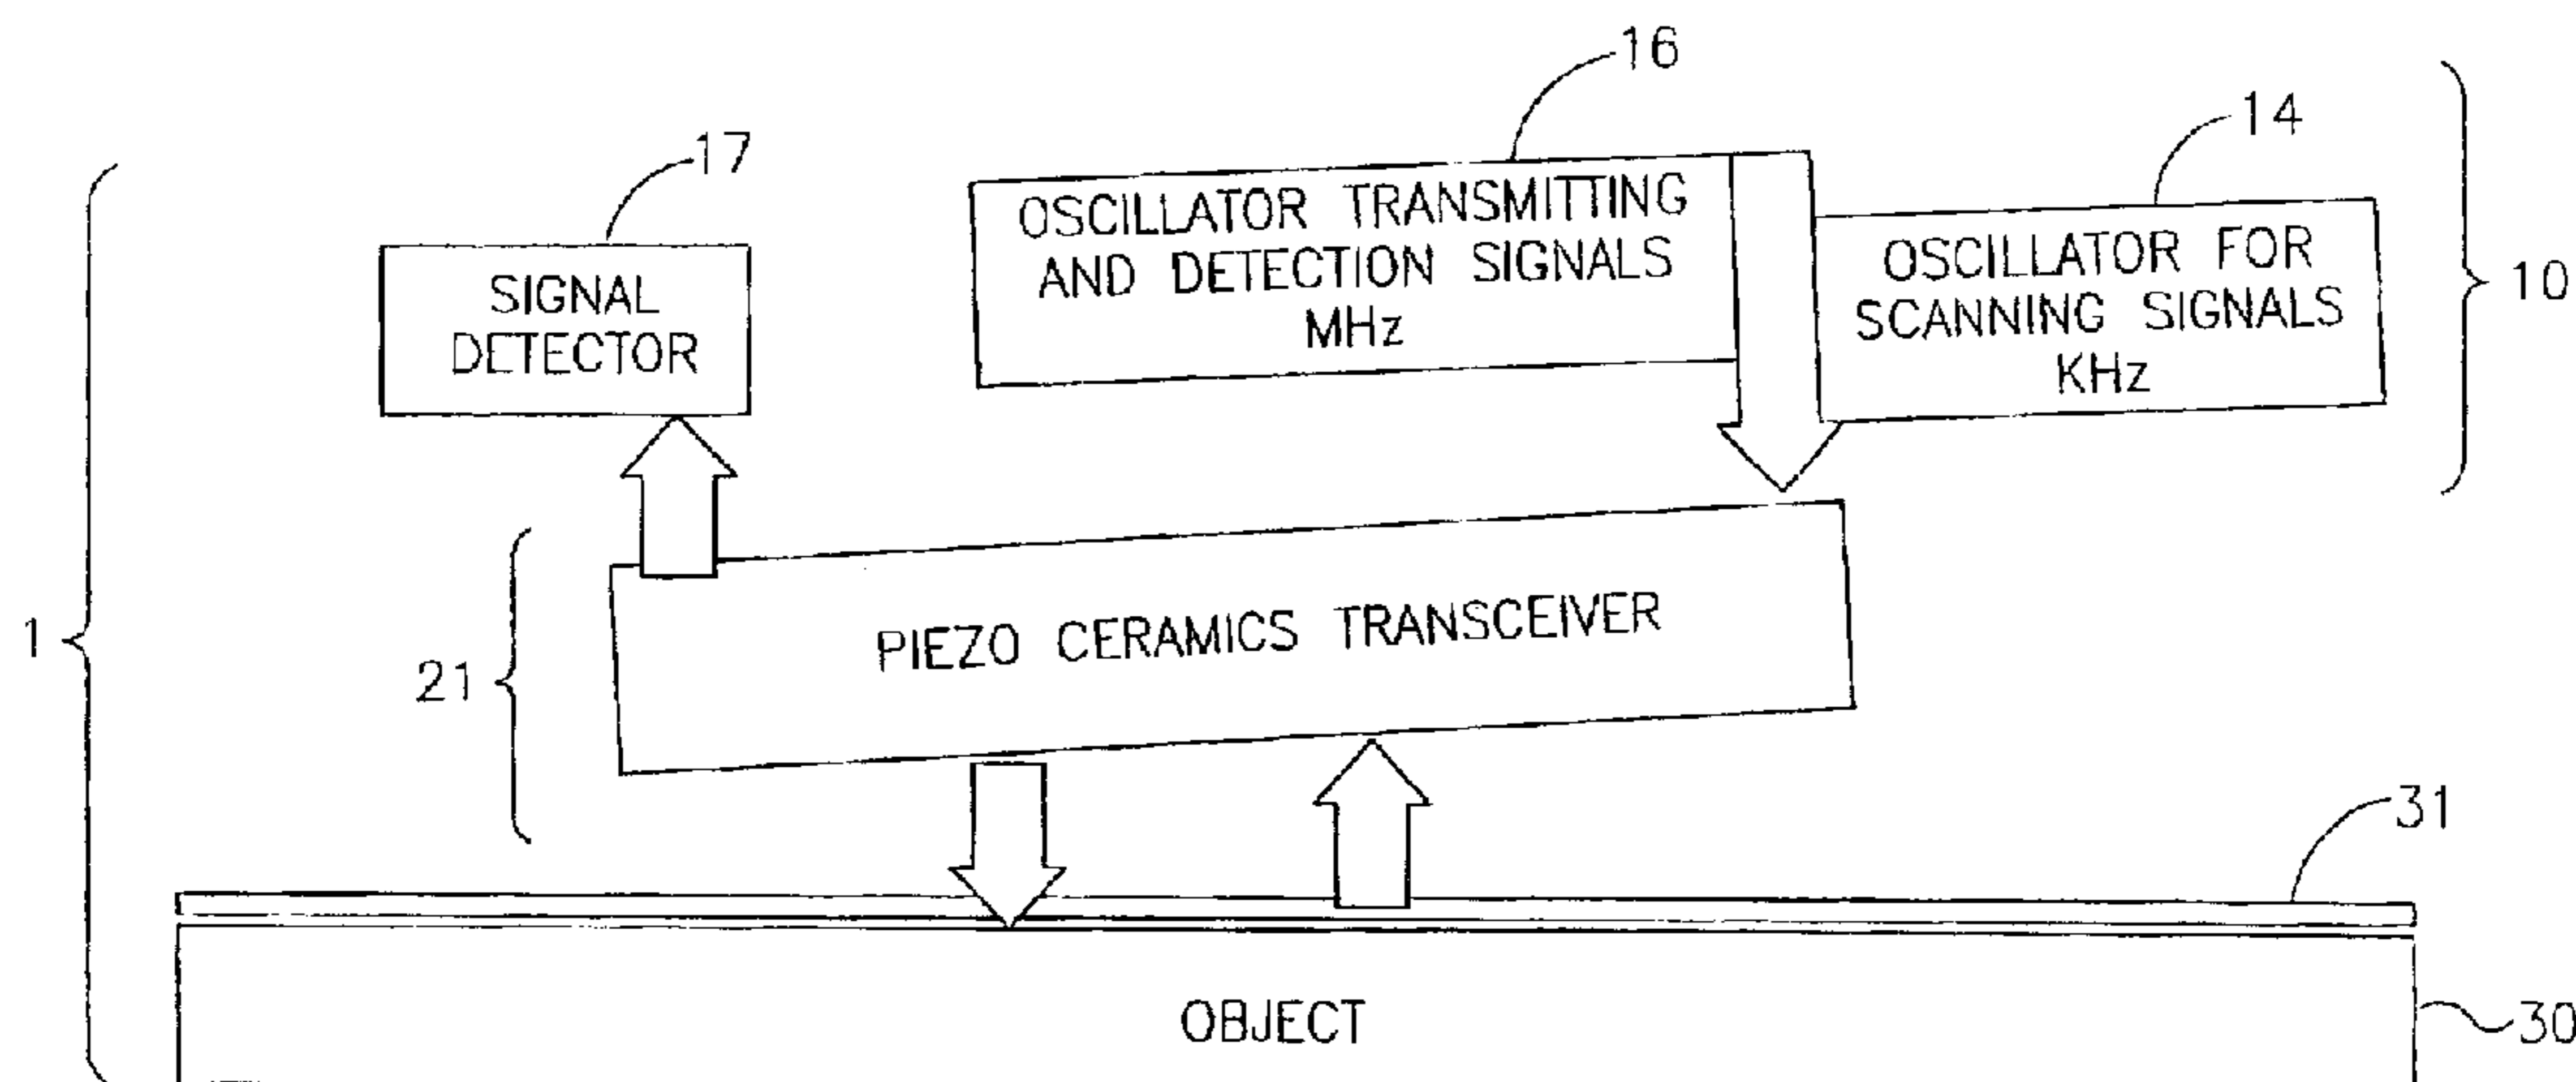 16
14
17
10
OSCILLATOR TRANSMITTING
AND DETECTION SIGNALS
MHz
OSCILLATOR FOR
SCANNING SIGNALS
KHz
SIGNAL
DETECTOR
1
21
PIEZO CERAMICS TRANSCEIVER
31
OBJECT
30